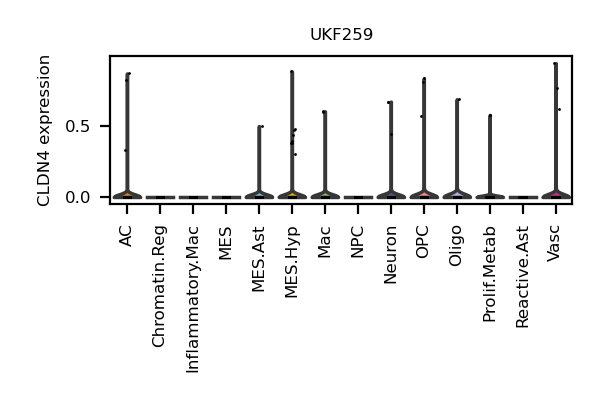 UKF259
CLDN4 expression
0.5
0.0
AC
Chromatin.Reg
Inflammatory.Mac
MES
MES.Ast
MES.Hyp
Mac
NPC
Neuron
OPC
Oligo
Prolif.Metab
Reactive.Ast
Vasc